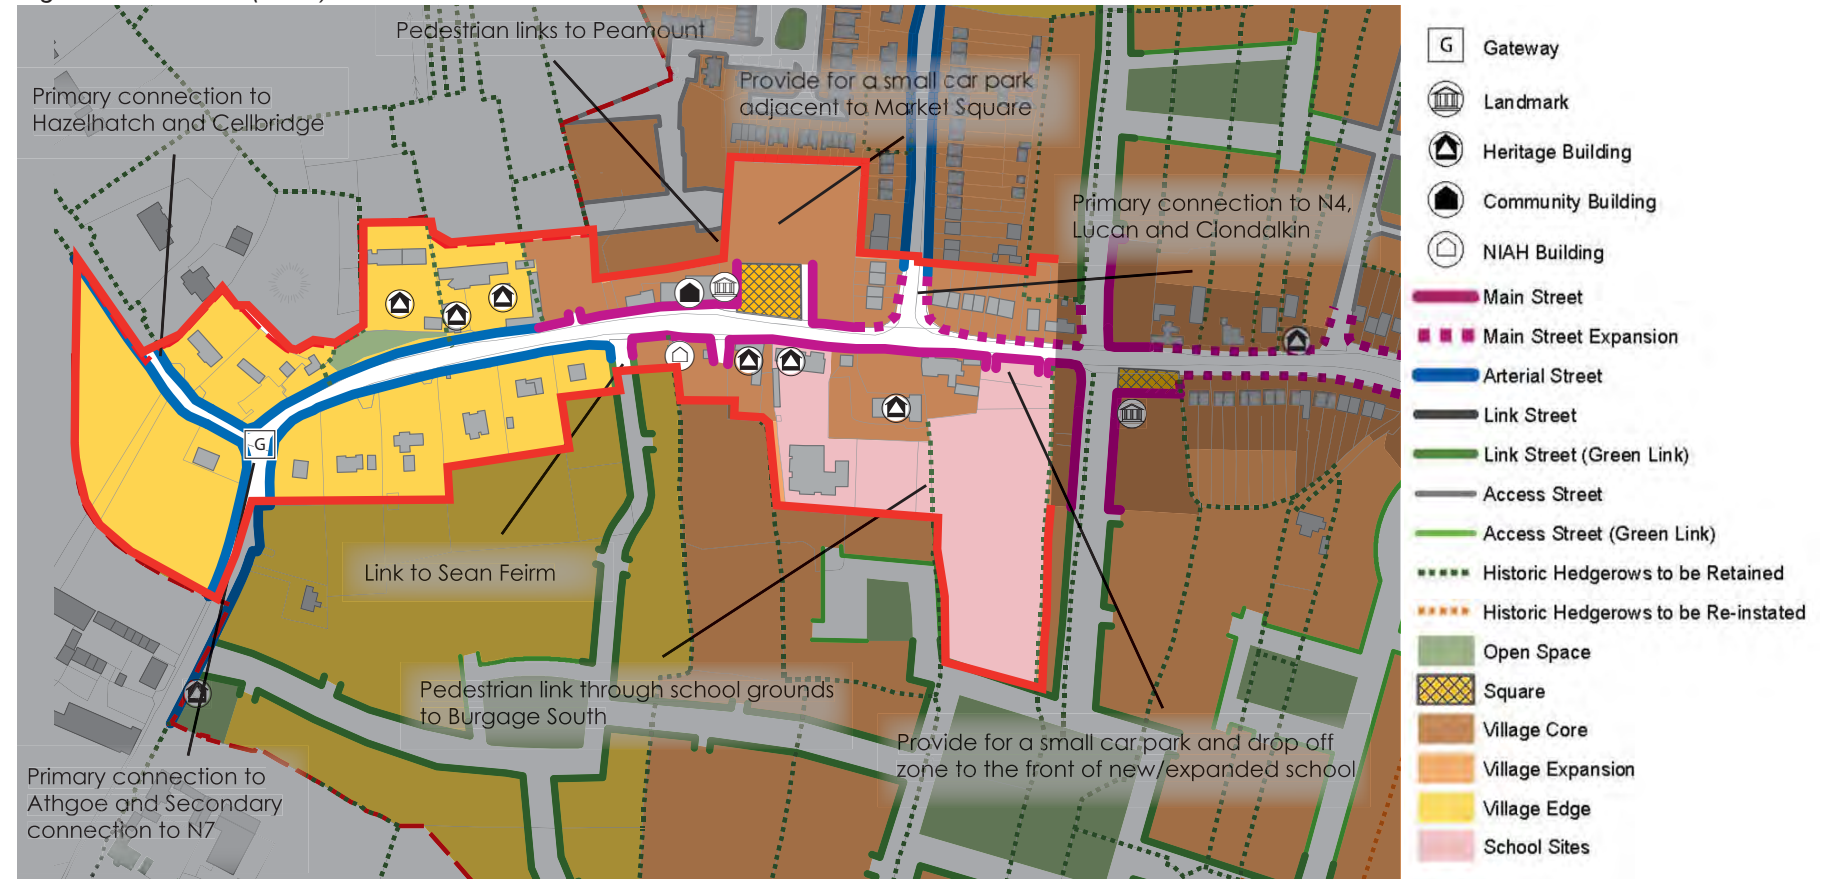 Pedestrian links to Peamount
Provide for a small car park
adjacent to Market Square
Primary connection to
Hazelhatch and Cellbridge
Primary connection to N4,
Lucan and Clondalkin
G
Link to Sean Feirm
Pedestrian link through school grounds
to Burgage South
Provide for a small car park and drop off
zone to the front of new/expanded school
Primary connection to
Athgoe and Secondary
connection to N7
G Gateway
Landmark
Heritage Building
Community Building
NIAH Building
Main Street
Main Street Expansion
Arterial Street
Link Street
Link Street (Green Link)
Access Street
Access Street (Green Link)
Historic Hedgerows to be Retained
Historic Hedgerows to be Re-instated
Open Space
Square
Village Core
Village Expansion
Village Edge
School Sites